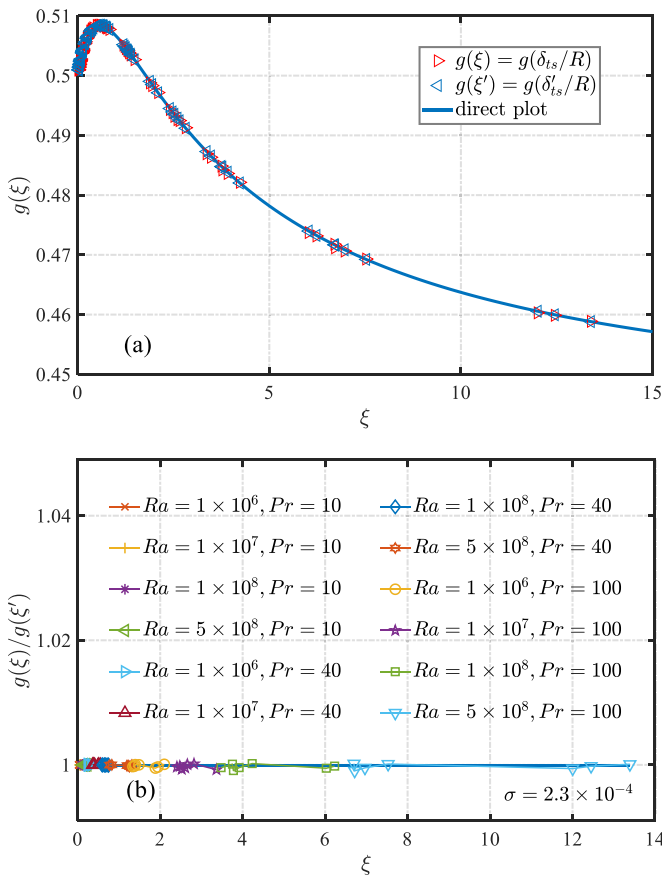 0.51
0.5
0.49
0.48
0.47
0.46
0.45
g(ξ)
▷ g(ξ) = g(δ_ts/R)
◁ g(ξ′) = g(δ′_ts/R)
direct plot
(a)
0 5 10 15
ξ
1.04
1.02
1
g(ξ)/g(ξ′)
Ra = 1 × 10^6, Pr = 10
Ra = 1 × 10^7, Pr = 10
Ra = 1 × 10^8, Pr = 10
Ra = 5 × 10^8, Pr = 10
Ra = 1 × 10^6, Pr = 40
Ra = 1 × 10^7, Pr = 40
Ra = 1 × 10^8, Pr = 40
Ra = 5 × 10^8, Pr = 40
Ra = 1 × 10^6, Pr = 100
Ra = 1 × 10^7, Pr = 100
Ra = 1 × 10^8, Pr = 100
Ra = 5 × 10^8, Pr = 100
(b)
σ = 2.3 × 10^−4
0 2 4 6 8 10 12 14
ξ